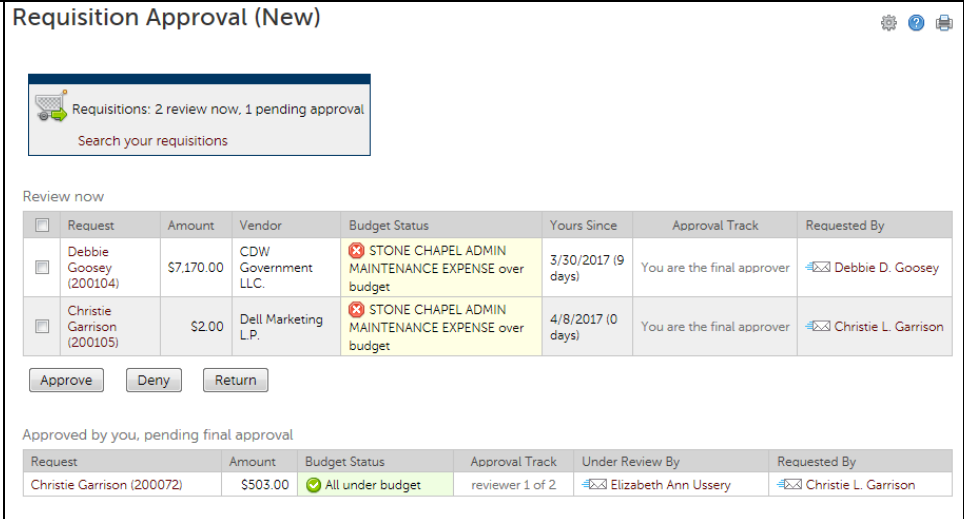 Requisition Approval (New)
Requisitions: 2 review now, 1 pending approval
Search your requisitions
Review now
Request Amount Vendor Budget Status Yours Since Approval Track Requested By
Debbie Goosey (200104) $7,170.00 CDW Government LLC. STONE CHAPEL ADMIN MAINTENANCE EXPENSE over budget 3/30/2017 (9 days) You are the final approver Debbie D. Goosey
Christie Garrison (200105) $2.00 Dell Marketing L.P. STONE CHAPEL ADMIN MAINTENANCE EXPENSE over budget 4/8/2017 (0 days) You are the final approver Christie L. Garrison
Approve Deny Return
Approved by you, pending final approval
Request Amount Budget Status Approval Track Under Review By Requested By
Christie Garrison (200072) $503.00 All under budget reviewer 1 of 2 Elizabeth Ann Ussery Christie L. Garrison